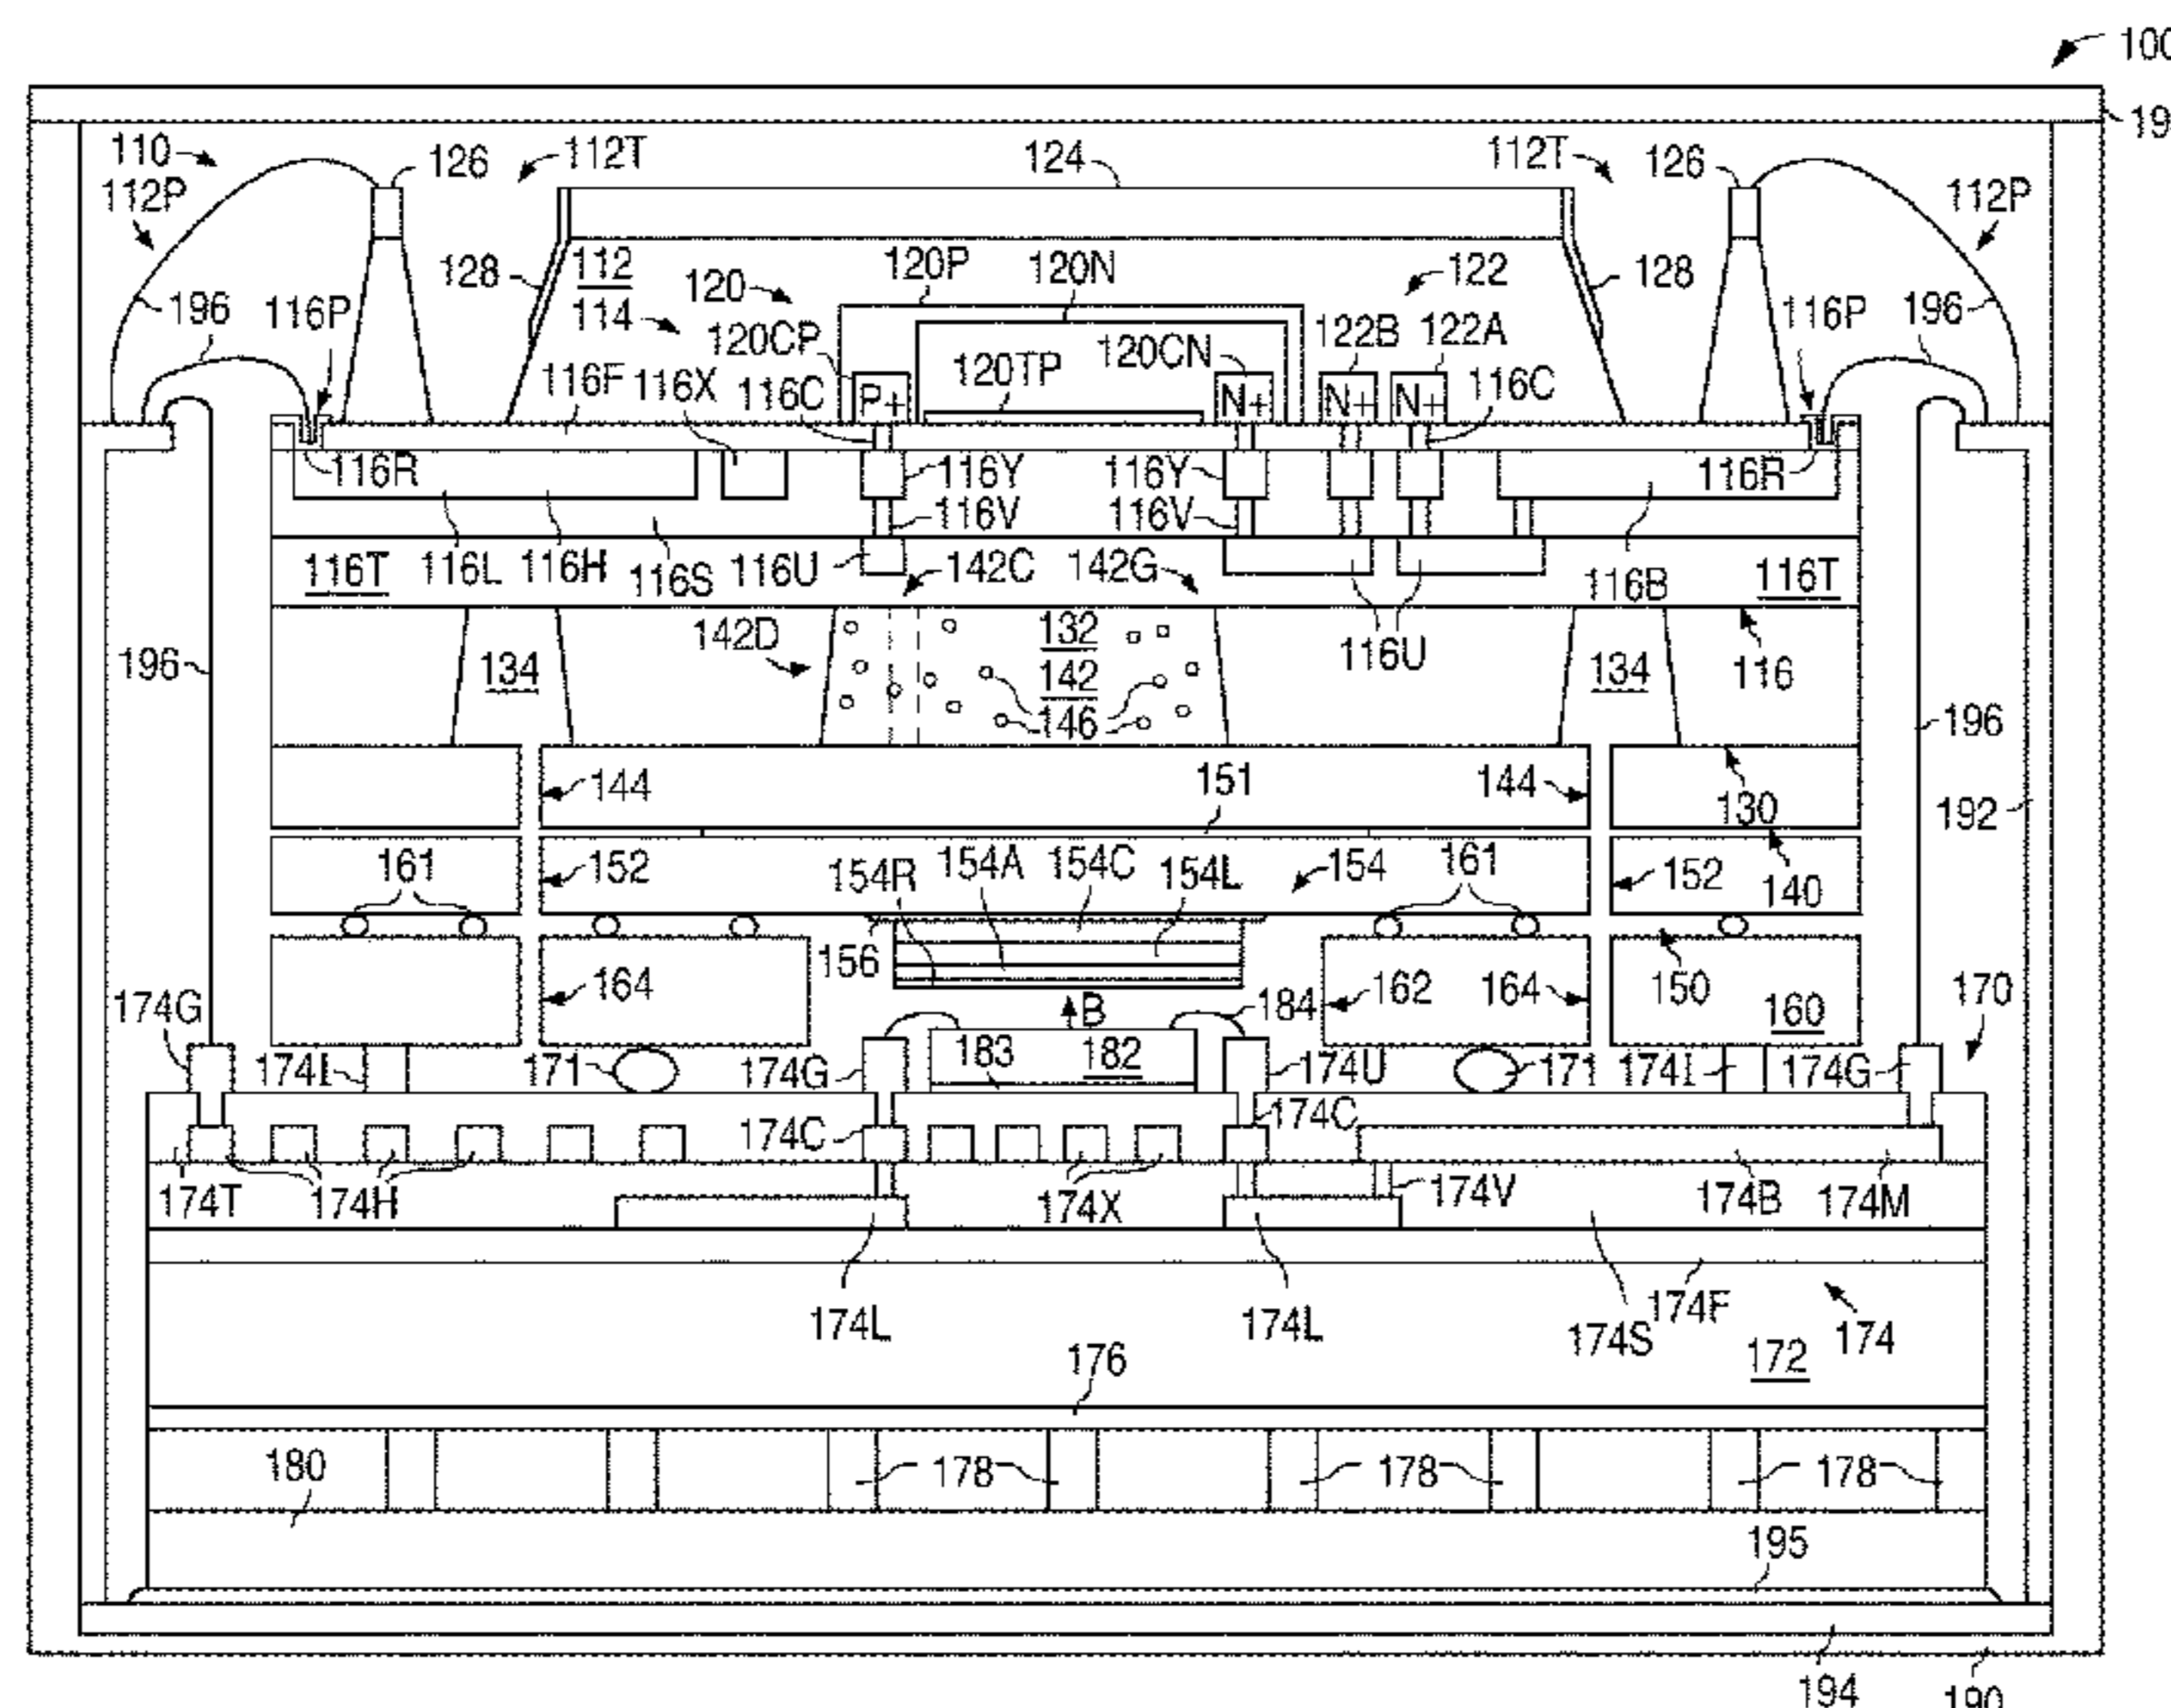 100
19
110 126 112T 124 112T 126
112P 112P
128 112 120 120P 120N 122 128
196 116P 114 120CP 122B 122A 116P 196
116F 116X 116C 120TP 120CN 116C
P+ N+ N+ N+
116R 116Y 116Y 116R
116V 116V
116T 116L 116H 116S 116U 142C 142G 116B 116T
142D 132 116U
196 134 142 134 116
146 196
144 151 144 130 192
161 152 154R 154A 154C 154L 154 161 152 140
156
174G 164 B 184 162 164 150 160 170
174I 171 174G 183 182 174U 171 174I 174G
174C 174C
174T 174H 174X 174V 174B 174M
174L 174L 174S 174F 174
176 172
180 178 178 178
195
194 190